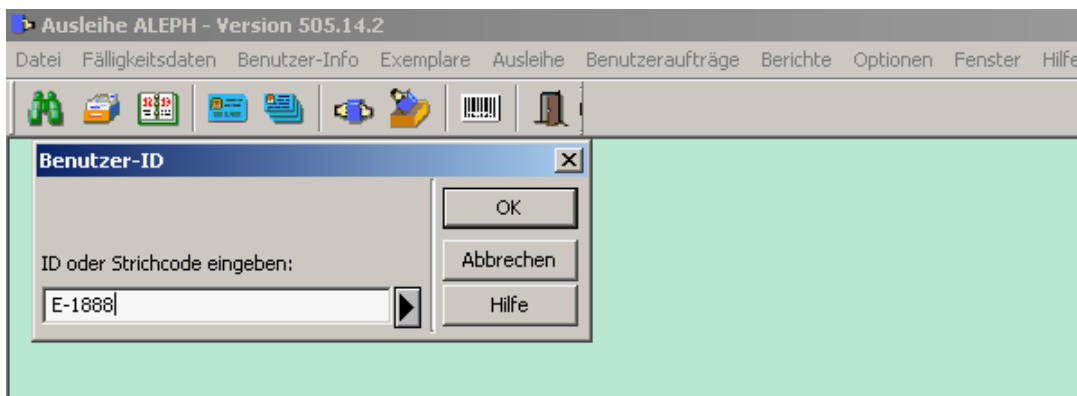 Ausleihe ALEPH - Version 505.14.2
Datei Fälligkeitsdaten Benutzer-Info Exemplare Ausleihe Benutzeraufträge Berichte Optionen Fenster Hilfe
Benutzer-ID
OK
ID oder Strichcode eingeben:
Abbrechen
E-1888
Hilfe